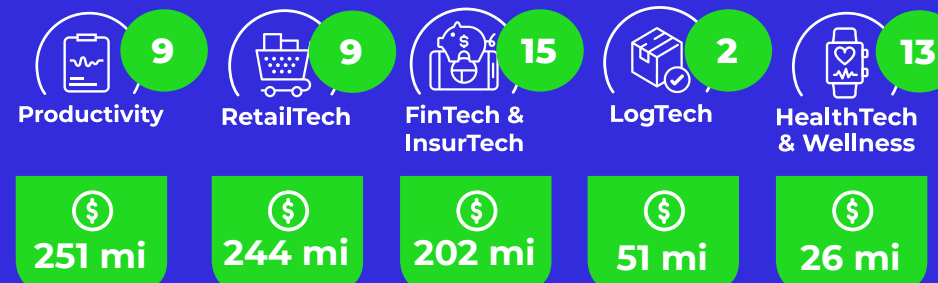 9
9
15
2
13
Productivity
RetailTech
FinTech &
InsurTech
LogTech
HealthTech
& Wellness
$
251 mi
$
244 mi
$
202 mi
$
51 mi
$
26 mi